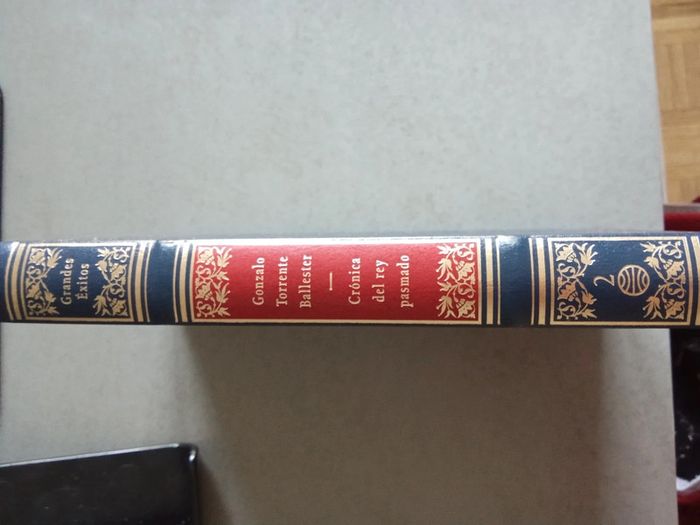 Grandes
Éxitos
Gonzalo
Torrente
Ballester
Crónica
del rey
pasmado
2